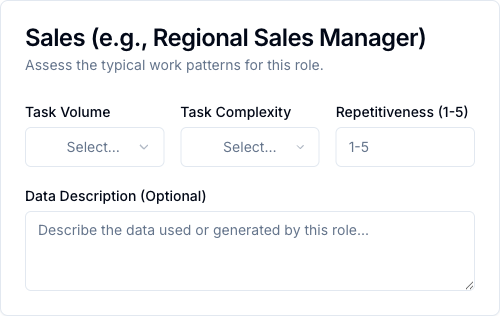 Sales (e.g., Regional Sales Manager)
Assess the typical work patterns for this role.
Task Volume Task Complexity Repetitiveness (1-5)
Select... Select... 1-5
Data Description (Optional)
Describe the data used or generated by this role...